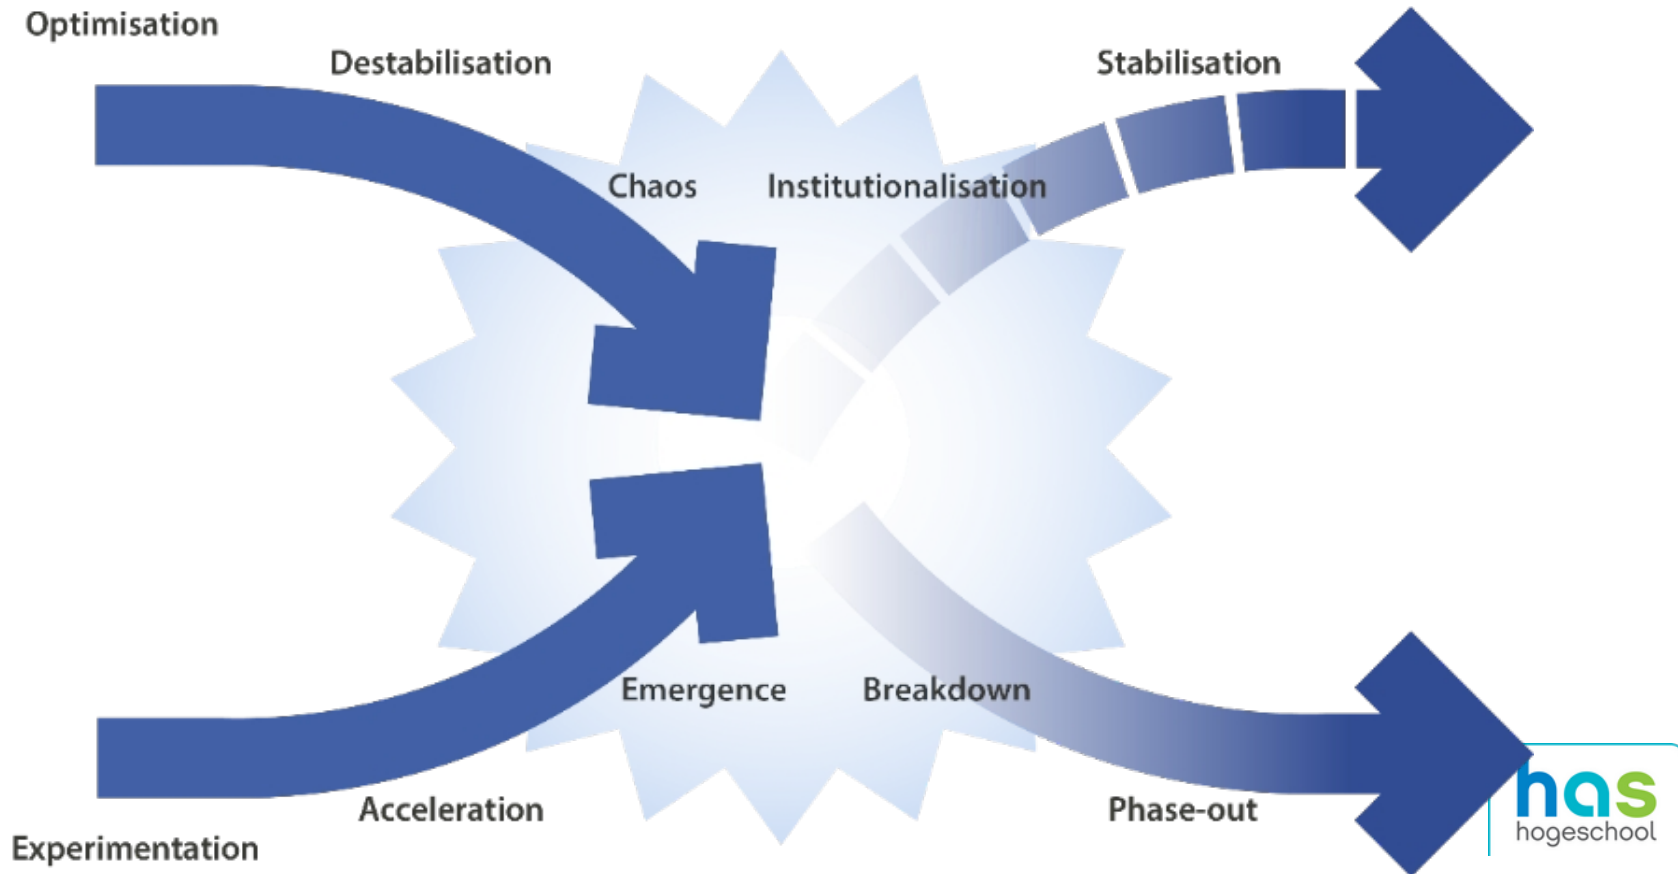 Optimisation
Destabilisation
Stabilisation
Chaos
Institutionalisation
Emergence
Breakdown
Acceleration
Phase-out
Experimentation
has
hogeschool